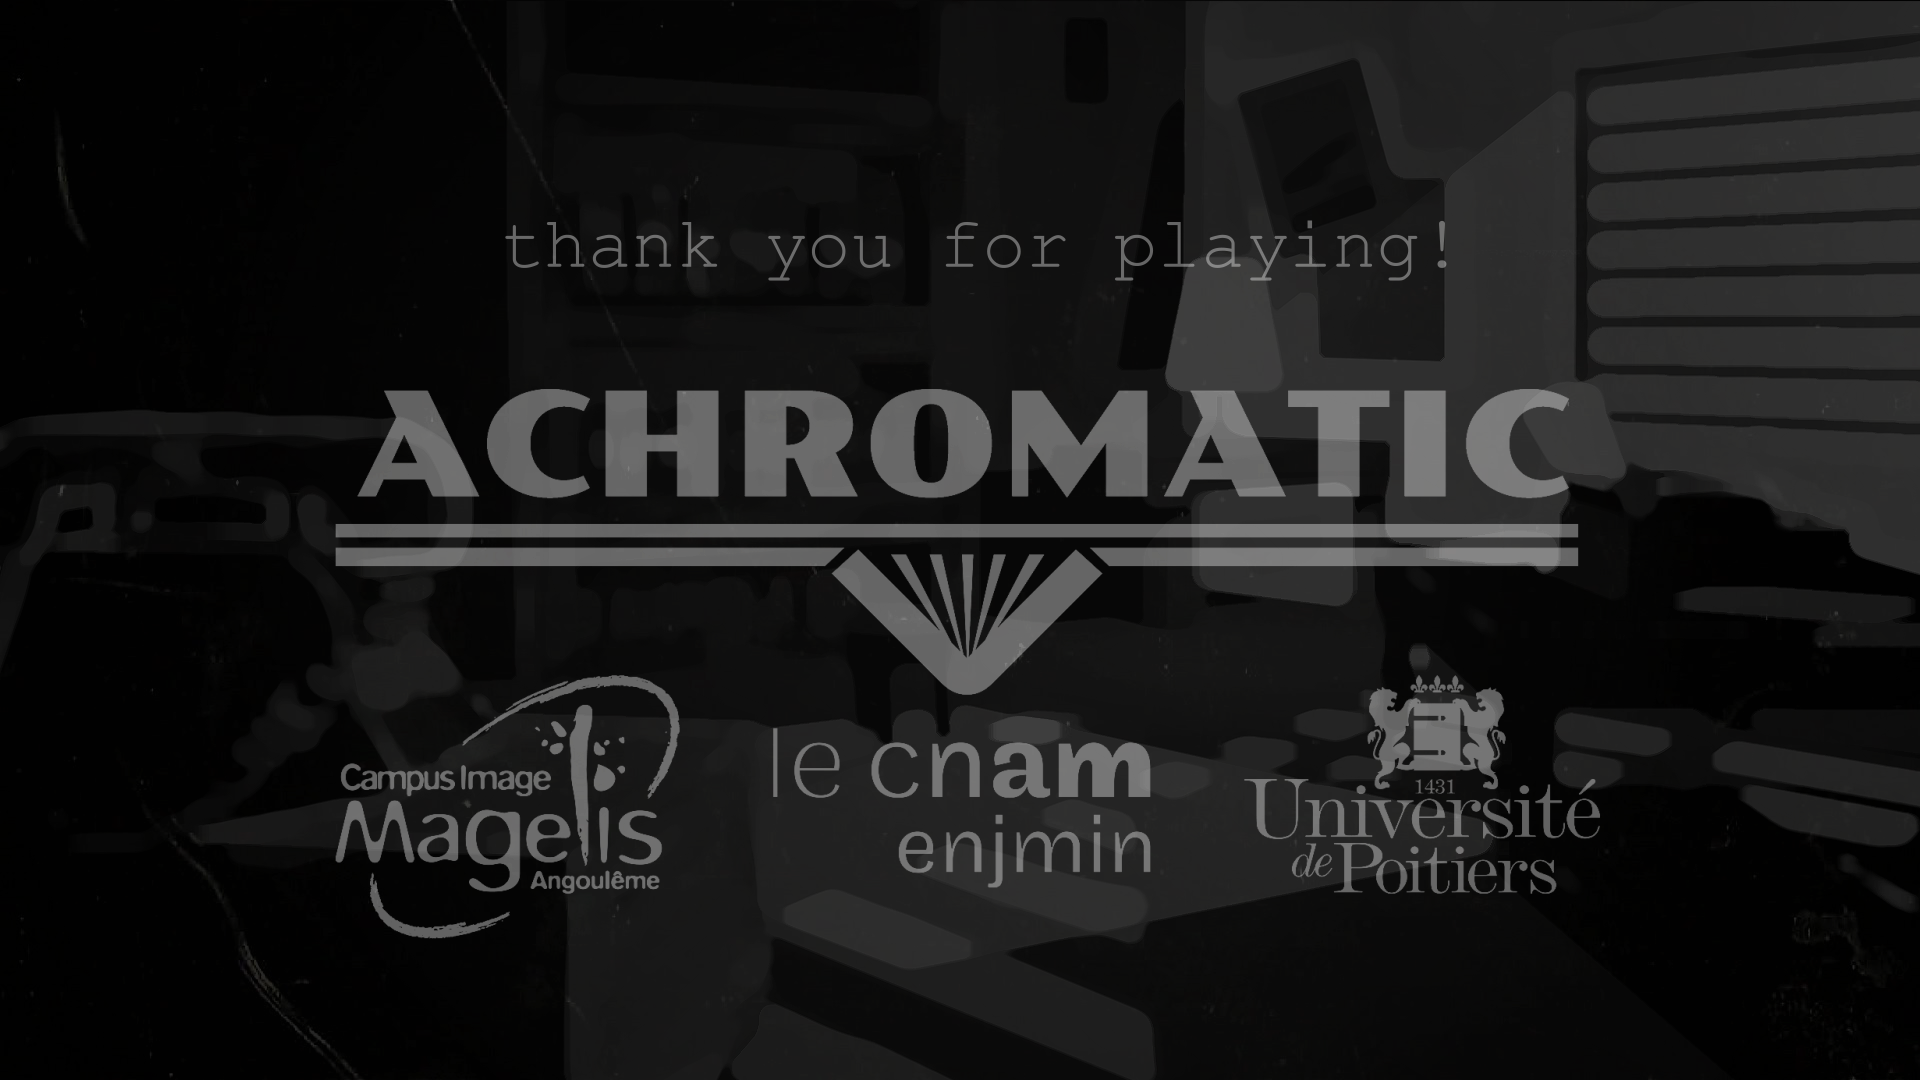 thank you for playing!
ACHROMATIC
Campus Image
Magelis
Angoulême
le cnam
enjmin
1431
Université
de Poitiers